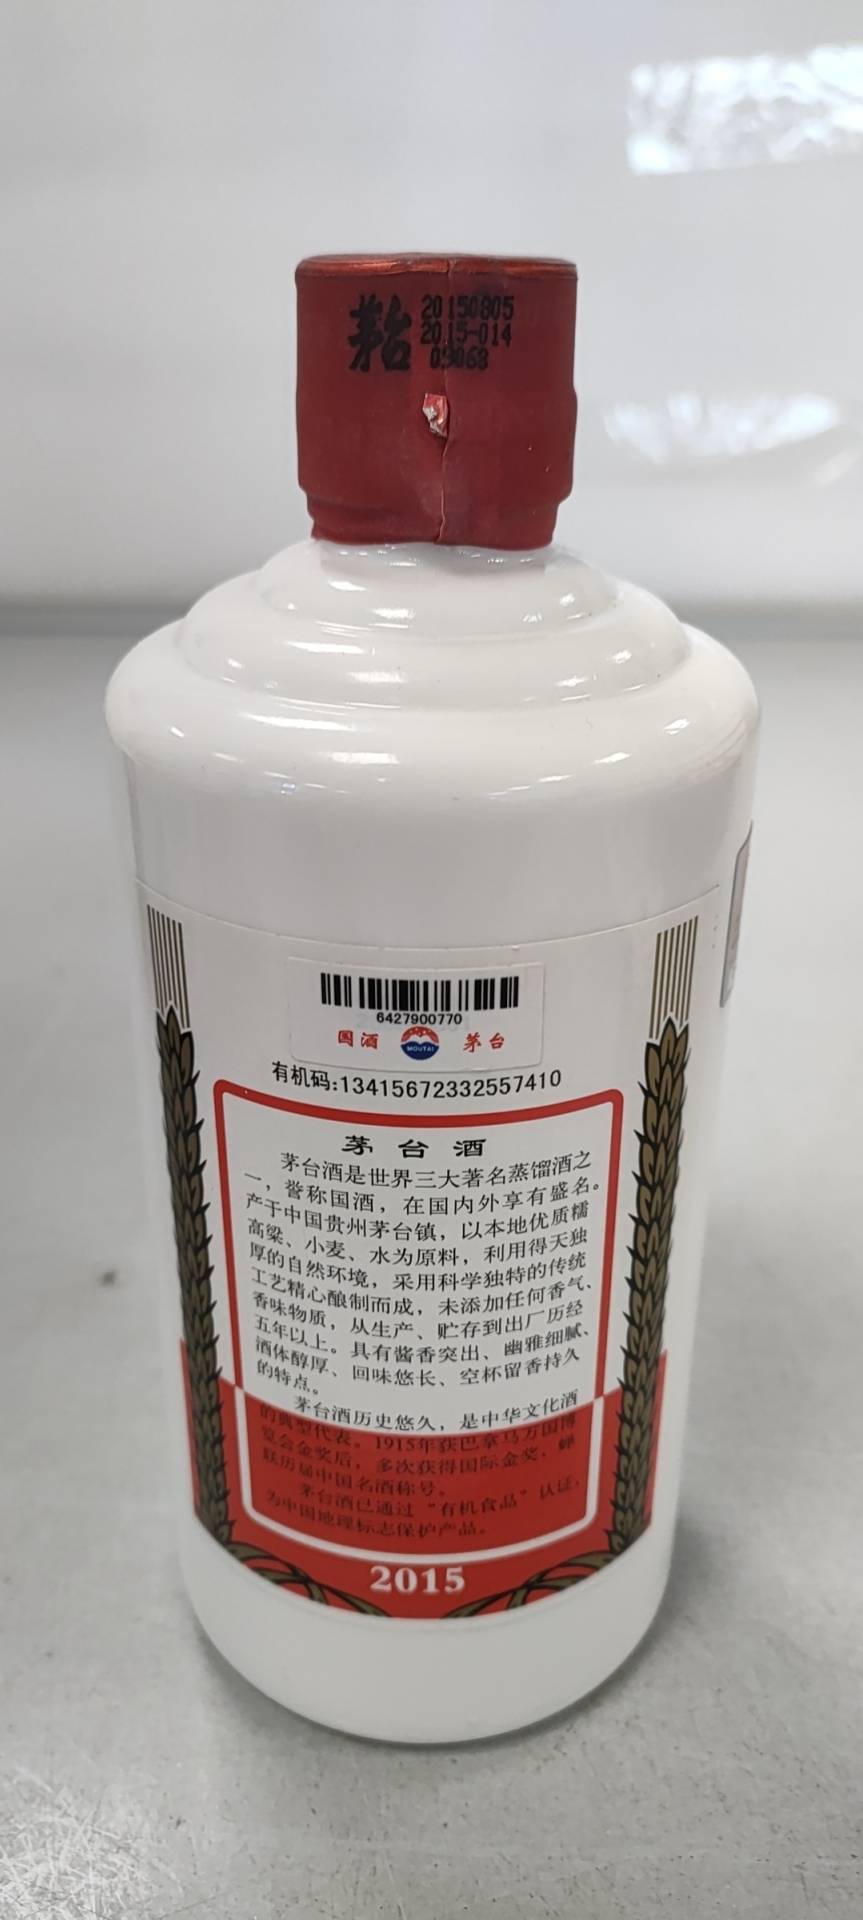 茅台
20150805
2015-014
09068
6427900770
国酒
MOUTAI
茅台
有机码:13415672332557410
茅台酒
茅台酒是世界三大著名蒸馏酒之
一，誉称国酒，在国内外享有盛名。
产于中国贵州茅台镇，以本地优质糯
高粱、小麦、水为原料，利用得天独
厚的自然环境，采用科学独特的传统
工艺精心酿制而成，未添加任何香气、
香味物质，从生产、贮存到出厂历经
五年以上。具有酱香突出、幽雅细腻、
酒体醇厚、回味悠长、空杯留香持久
的特点。
茅台酒历史悠久，是中华文化酒
的典型代表。1915年获巴拿马万国博
览会金奖后，多次获得国际金奖，蝉
联历届中国名酒称号。
茅台酒已通过“有机食品”认证，
为中国地理标志保护产品。
2015